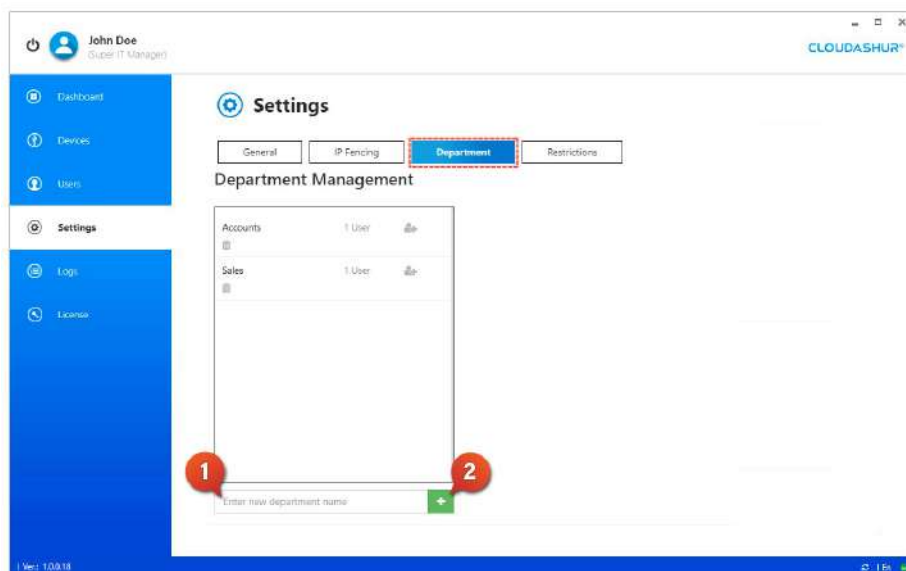 John Doe
(Super IT Manager)
CLOUDASHUR®
Dashboard
Devices
Users
Settings
Logs
License
Settings
General
IP Fencing
Department
Restrictions
Department Management
Accounts
1 User
Sales
1 User
1
2
Enter new department name
+
| Ver.: 1.0.0.18
| En